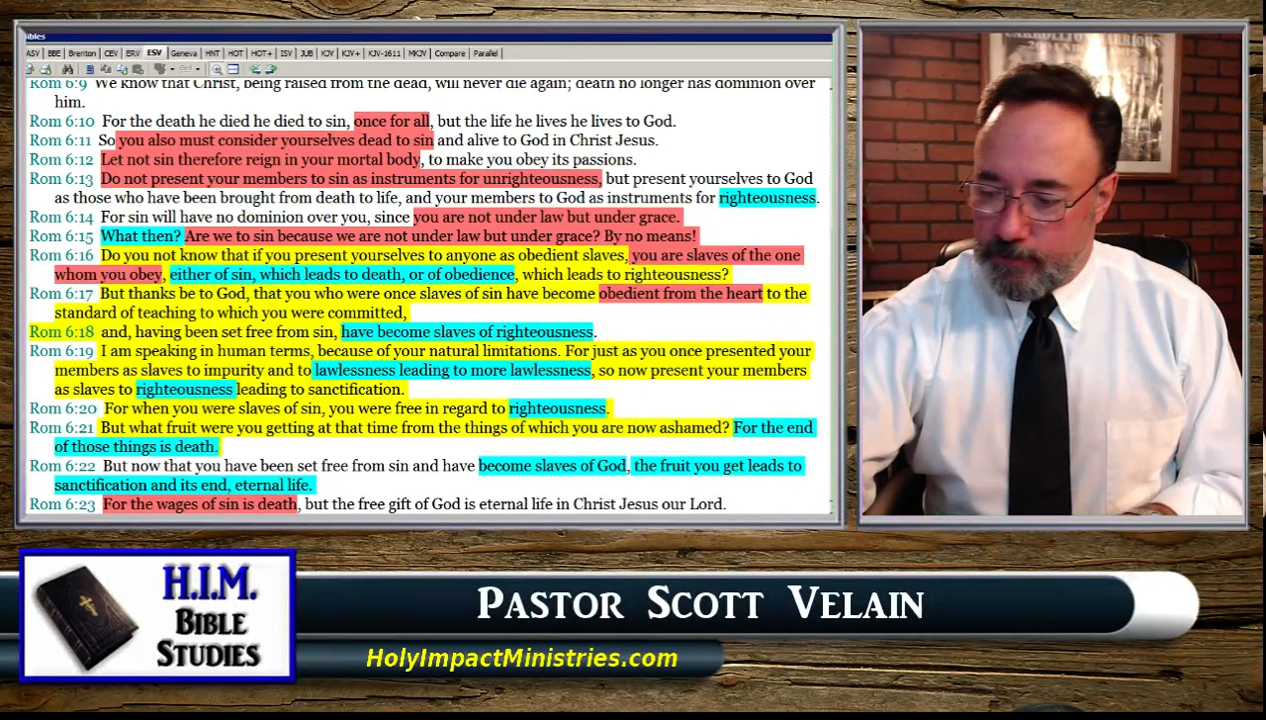 ibles
ASV BBE Brenton CEV ERV ESV Geneva HNT HOT HOT+ ISV JUB KJV KJV+ KJV-1611 MKJV Compare Parallel
Rom 6:9 We know that Christ, being raised from the dead, will never die again; death no longer has dominion over
him.
Rom 6:10 For the death he died he died to sin, once for all, but the life he lives he lives to God.
Rom 6:11 So you also must consider yourselves dead to sin and alive to God in Christ Jesus.
Rom 6:12 Let not sin therefore reign in your mortal body, to make you obey its passions.
Rom 6:13 Do not present your members to sin as instruments for unrighteousness, but present yourselves to God
as those who have been brought from death to life, and your members to God as instruments for righteousness.
Rom 6:14 For sin will have no dominion over you, since you are not under law but under grace.
Rom 6:15 What then? Are we to sin because we are not under law but under grace? By no means!
Rom 6:16 Do you not know that if you present yourselves to anyone as obedient slaves, you are slaves of the one
whom you obey, either of sin, which leads to death, or of obedience, which leads to righteousness?
Rom 6:17 But thanks be to God, that you who were once slaves of sin have become obedient from the heart to the
standard of teaching to which you were committed,
Rom 6:18 and, having been set free from sin, have become slaves of righteousness.
Rom 6:19 I am speaking in human terms, because of your natural limitations. For just as you once presented your
members as slaves to impurity and to lawlessness leading to more lawlessness, so now present your members
as slaves to righteousness leading to sanctification.
Rom 6:20 For when you were slaves of sin, you were free in regard to righteousness.
Rom 6:21 But what fruit were you getting at that time from the things of which you are now ashamed? For the end
of those things is death.
Rom 6:22 But now that you have been set free from sin and have become slaves of God, the fruit you get leads to
sanctification and its end, eternal life.
Rom 6:23 For the wages of sin is death, but the free gift of God is eternal life in Christ Jesus our Lord.
H.I.M.
BIBLE
STUDIES
PASTOR SCOTT VELAIN
HolyImpactMinistries.com